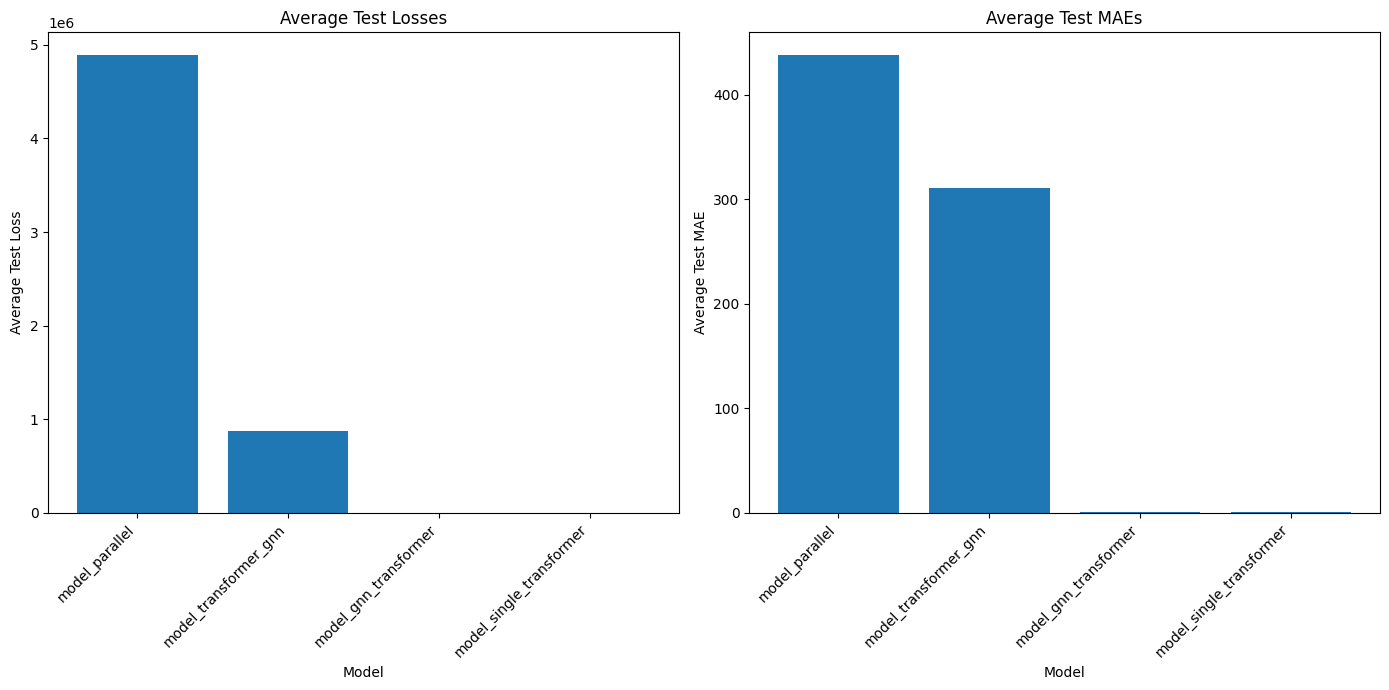 Average Test Losses
1e6
5
4
3
2
1
0
Average Test Loss
model_parallel
model_transformer_gnn
model_gnn_transformer
model_single_transformer
Model
Average Test MAEs
400
300
200
100
0
Average Test MAE
model_parallel
model_transformer_gnn
model_gnn_transformer
model_single_transformer
Model